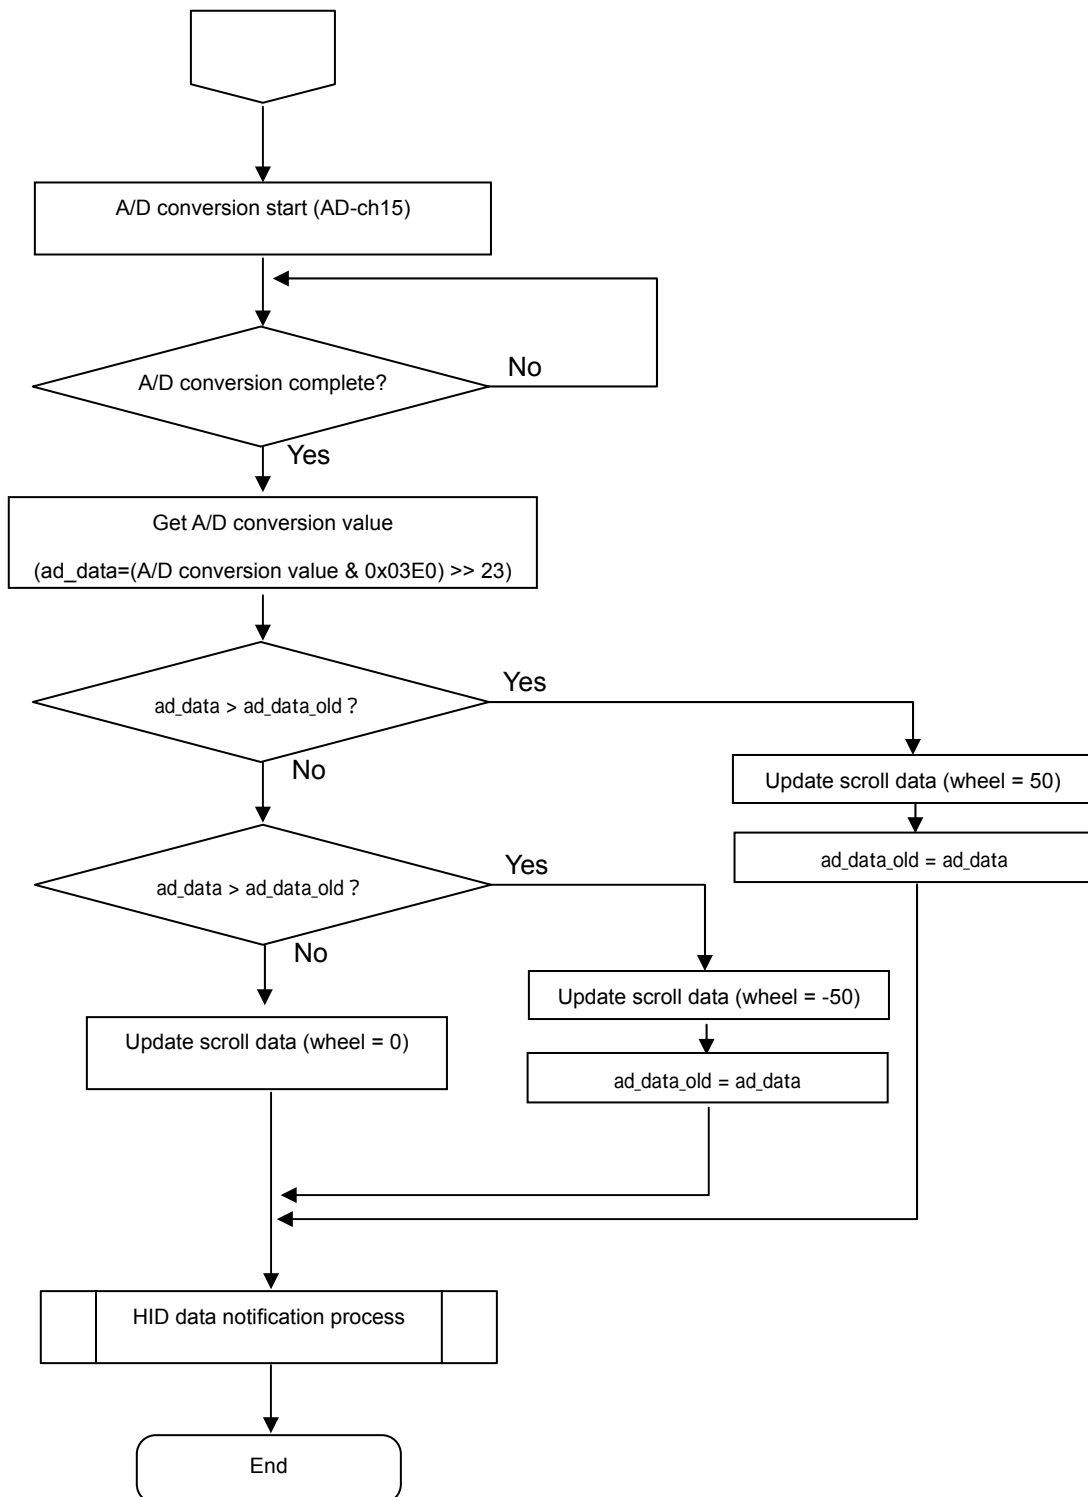 A/D conversion start (AD-ch15)
A/D conversion complete?
No
Yes
Get A/D conversion value
(ad_data=(A/D conversion value & 0x03E0) >> 23)
ad_data > ad_data_old ?
Yes
No
Update scroll data (wheel = 50)
ad_data_old = ad_data
ad_data > ad_data_old ?
Yes
No
Update scroll data (wheel = -50)
ad_data_old = ad_data
Update scroll data (wheel = 0)
HID data notification process
End